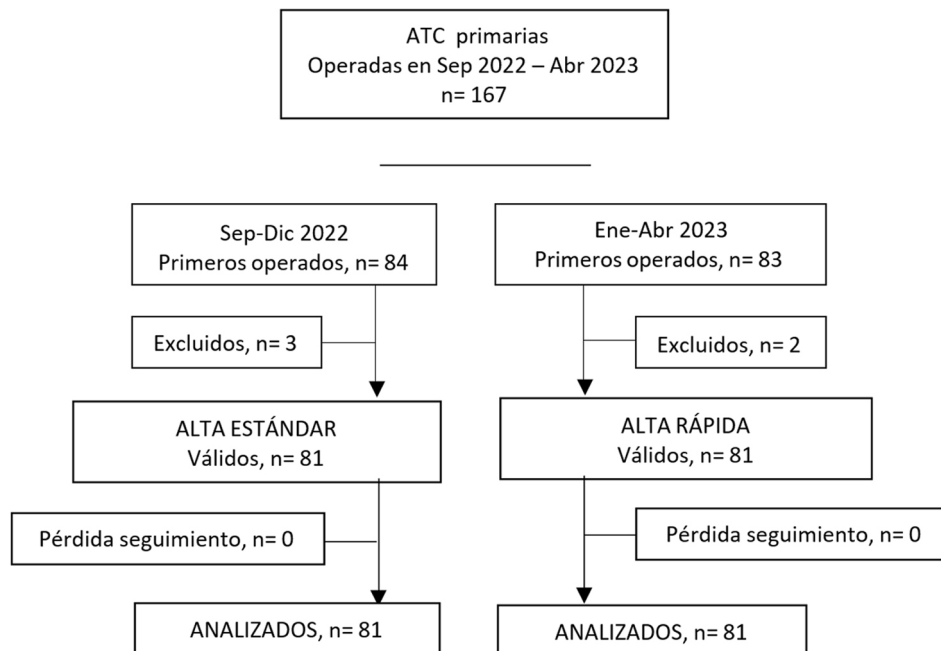 ATC primarias
Operadas en Sep 2022 – Abr 2023
n= 167
Sep-Dic 2022
Primeros operados, n= 84
Ene-Abr 2023
Primeros operados, n= 83
Excluidos, n= 3
Excluidos, n= 2
ALTA ESTÁNDAR
Válidos, n= 81
ALTA RÁPIDA
Válidos, n= 81
Pérdida seguimiento, n= 0
Pérdida seguimiento, n= 0
ANALIZADOS, n= 81
ANALIZADOS, n= 81